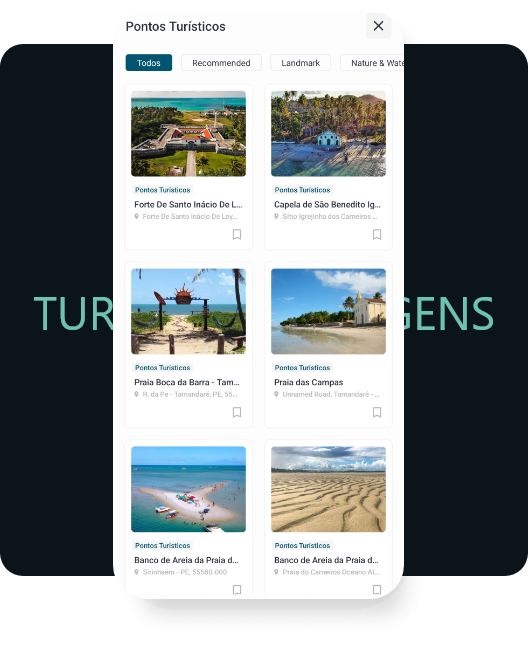 Pontos Turísticos
Todos
Recommended
Landmark
Nature & Wate
Pontos Turísticos
Forte De Santo Inácio De L...
Forte De Santo Inácio De Loy...
Pontos Turísticos
Capela de São Benedito Ig...
Sítio Igrejinha dos Carneiros ...
TUR
GENS
Pontos Turísticos
Praia Boca da Barra - Tam...
R. da Pe - Tamandaré, PE, 55...
Pontos Turísticos
Praia das Campas
Unnamed Road, Tamandaré - ...
Pontos Turísticos
Banco de Areia da Praia d...
Sirinhaém - PE, 55580-000
Pontos Turísticos
Banco de Areia da Praia d...
Praia do Carneiros Oceano At...